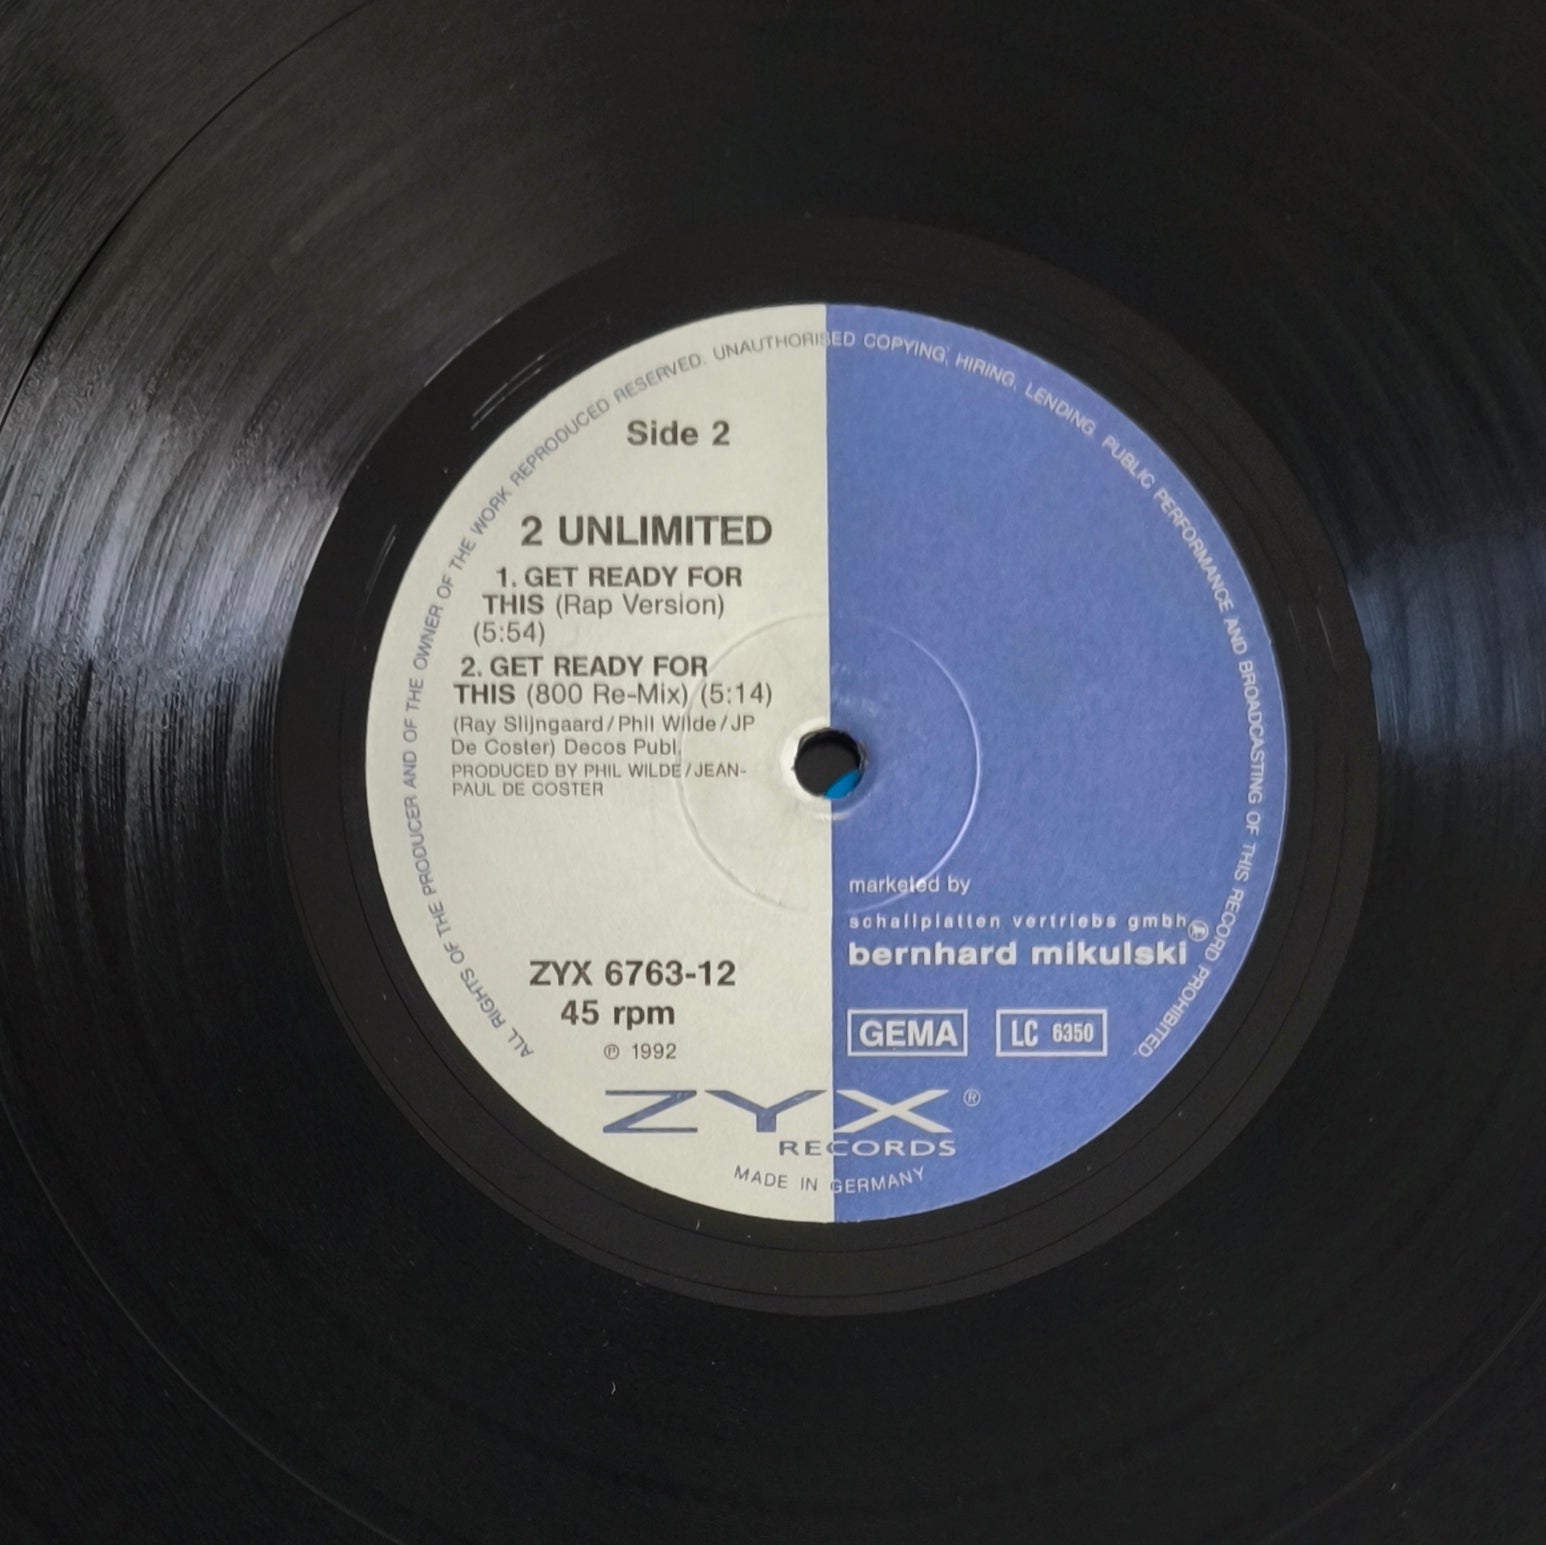 ALL RIGHTS OF THE PRODUCER AND OF THE OWNER OF THE WORK REPRODUCED RESERVED. UNAUTHORISED COPYING, HIRING, LENDING, PUBLIC PERFORMANCE AND BROADCASTING OF THIS RECORD PROHIBITED.
Side 2
2 UNLIMITED
1. GET READY FOR
THIS (Rap Version)
(5:54)
2. GET READY FOR
THIS (800 Re-Mix) (5:14)
(Ray Slijngaard/Phil Wilde/JP
De Coster) Decos Publ.
PRODUCED BY PHIL WILDE/JEAN-
PAUL DE COSTER
marketed by
schallplatten vertriebs gmbh
bernhard mikulski
ZYX 6763-12
45 rpm
℗ 1992
GEMA
LC 6350
ZYX ®
RECORDS
MADE IN GERMANY